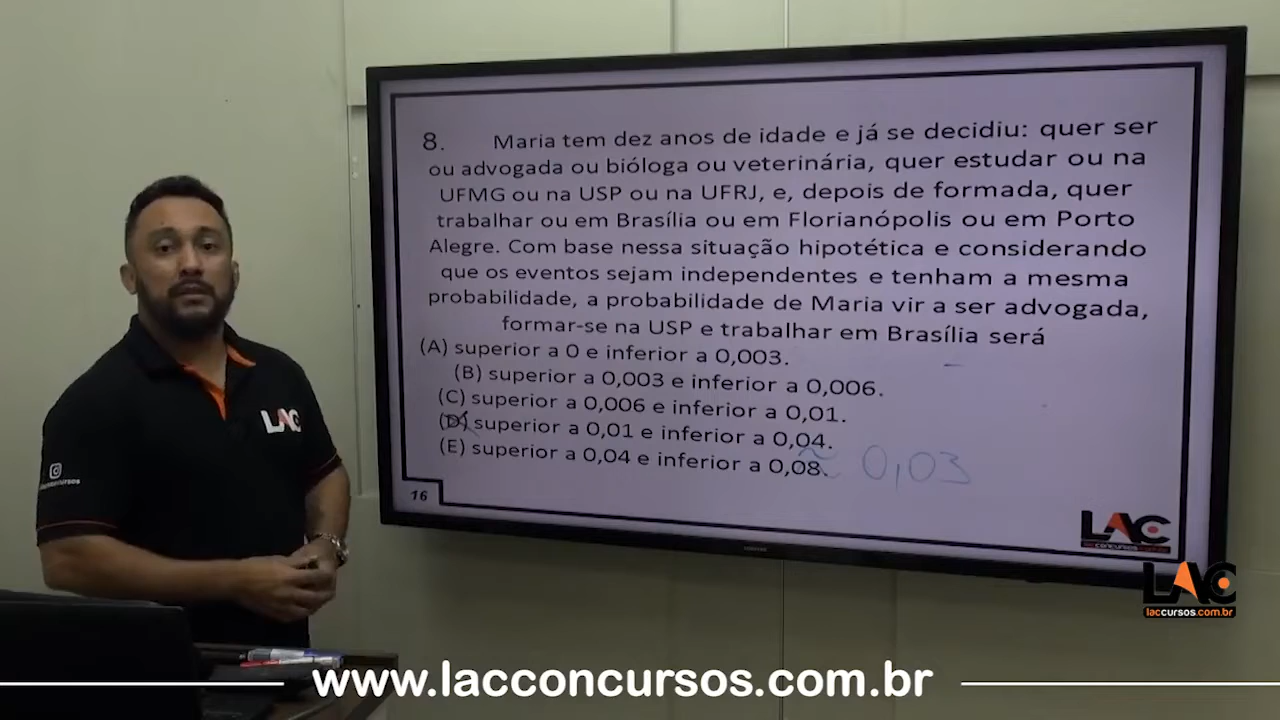 8. Maria tem dez anos de idade e já se decidiu: quer ser
ou advogada ou bióloga ou veterinária, quer estudar ou na
UFMG ou na USP ou na UFRJ, e, depois de formada, quer
trabalhar ou em Brasília ou em Florianópolis ou em Porto
Alegre. Com base nessa situação hipotética e considerando
que os eventos sejam independentes e tenham a mesma
probabilidade, a probabilidade de Maria vir a ser advogada,
formar-se na USP e trabalhar em Brasília será
(A) superior a 0 e inferior a 0,003.
(B) superior a 0,003 e inferior a 0,006.
(C) superior a 0,006 e inferior a 0,01.
(D) superior a 0,01 e inferior a 0,04.
(E) superior a 0,04 e inferior a 0,08.
≈ 0,03
16
LAC
lacconcursos.com.br
LAC
LAC
laccursos.com.br
www.lacconcursos.com.br